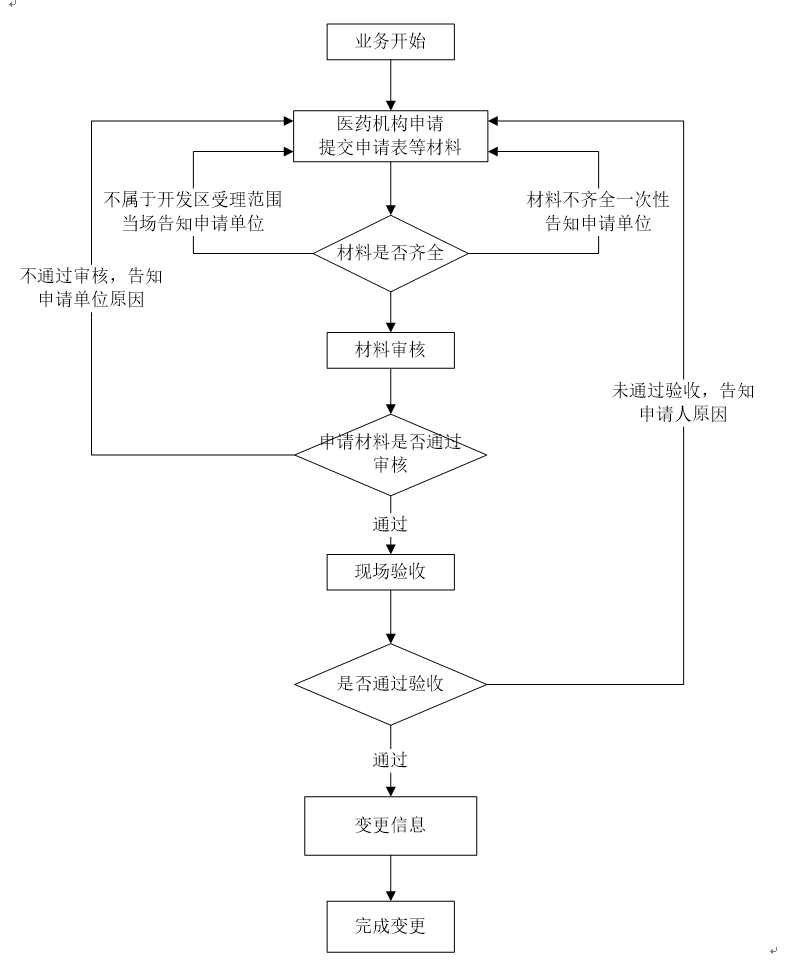 业务开始
医药机构申请
提交申请表等材料
不属于开发区受理范围
当场告知申请单位
材料不齐全一次性
告知申请单位
材料是否齐全
不通过审核，告知
申请单位原因
材料审核
未通过验收，告知
申请人原因
申请材料是否通过
审核
通过
现场验收
是否通过验收
通过
变更信息
完成变更